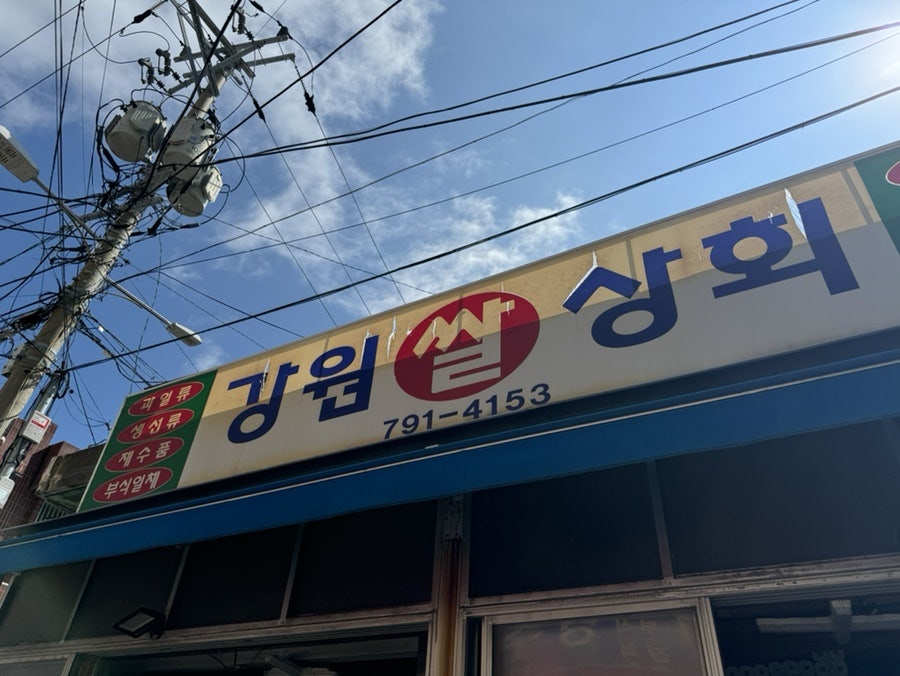 강원쌀상회
791-4153
과일류
생선류
제수품
부식일체